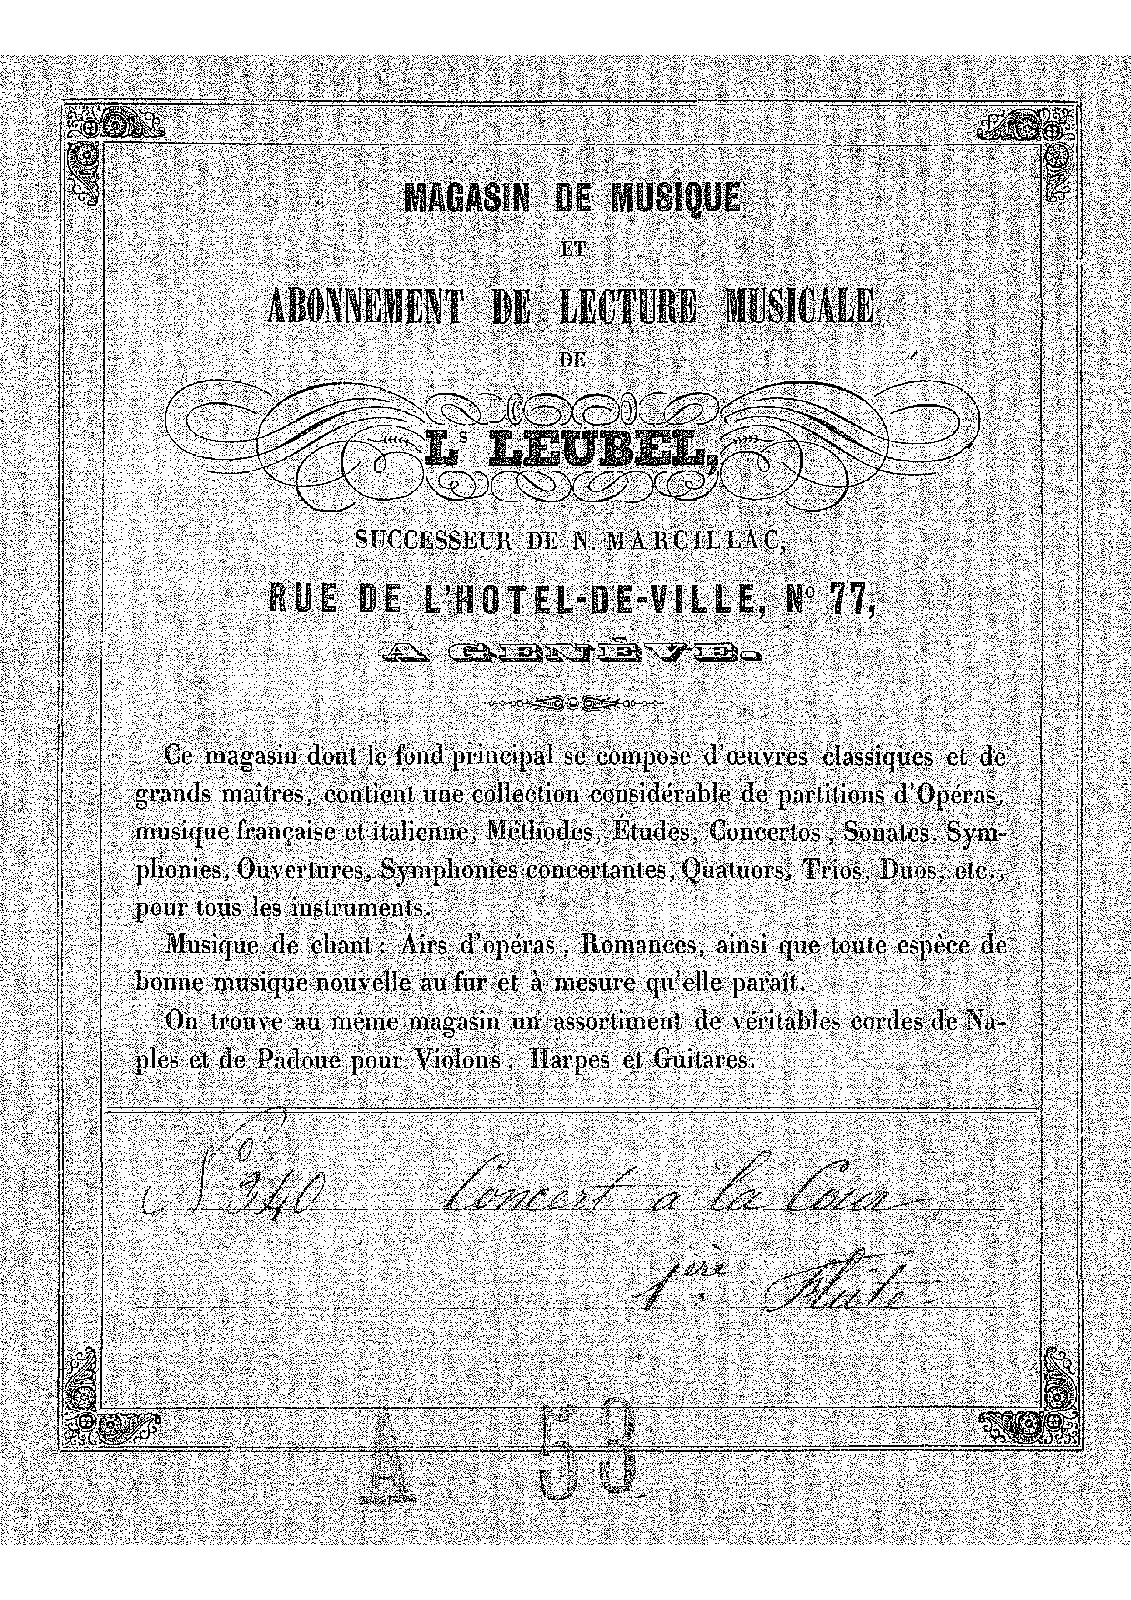 MAGASIN DE MUSIQUE
ET
ABONNEMENT DE LECTURE MUSICALE
DE
Ls LEUBEL,
SUCCESSEUR DE N. MARCILLAC,
RUE DE L'HOTEL-DE-VILLE, No 77,
A GENÈVE.
Ce magasin dont le fond principal se compose d'œuvres classiques et de
grands maîtres, contient une collection considérable de partitions d'Opéras,
musique française et italienne, Méthodes, Etudes, Concertos, Sonates, Sym-
phonies, Ouvertures, Symphonies concertantes, Quatuors, Trios, Duos, etc.,
pour tous les instruments.
Musique de chant : Airs d'opéras, Romances, ainsi que toute espèce de
bonne musique nouvelle au fur et à mesure qu'elle paraît.
On trouve au même magasin un assortiment de véritables cordes de Na-
ples et de Padoue pour Violons, Harpes et Guitares.
No 340 Concert a la Cour
1ère Flute
A 53